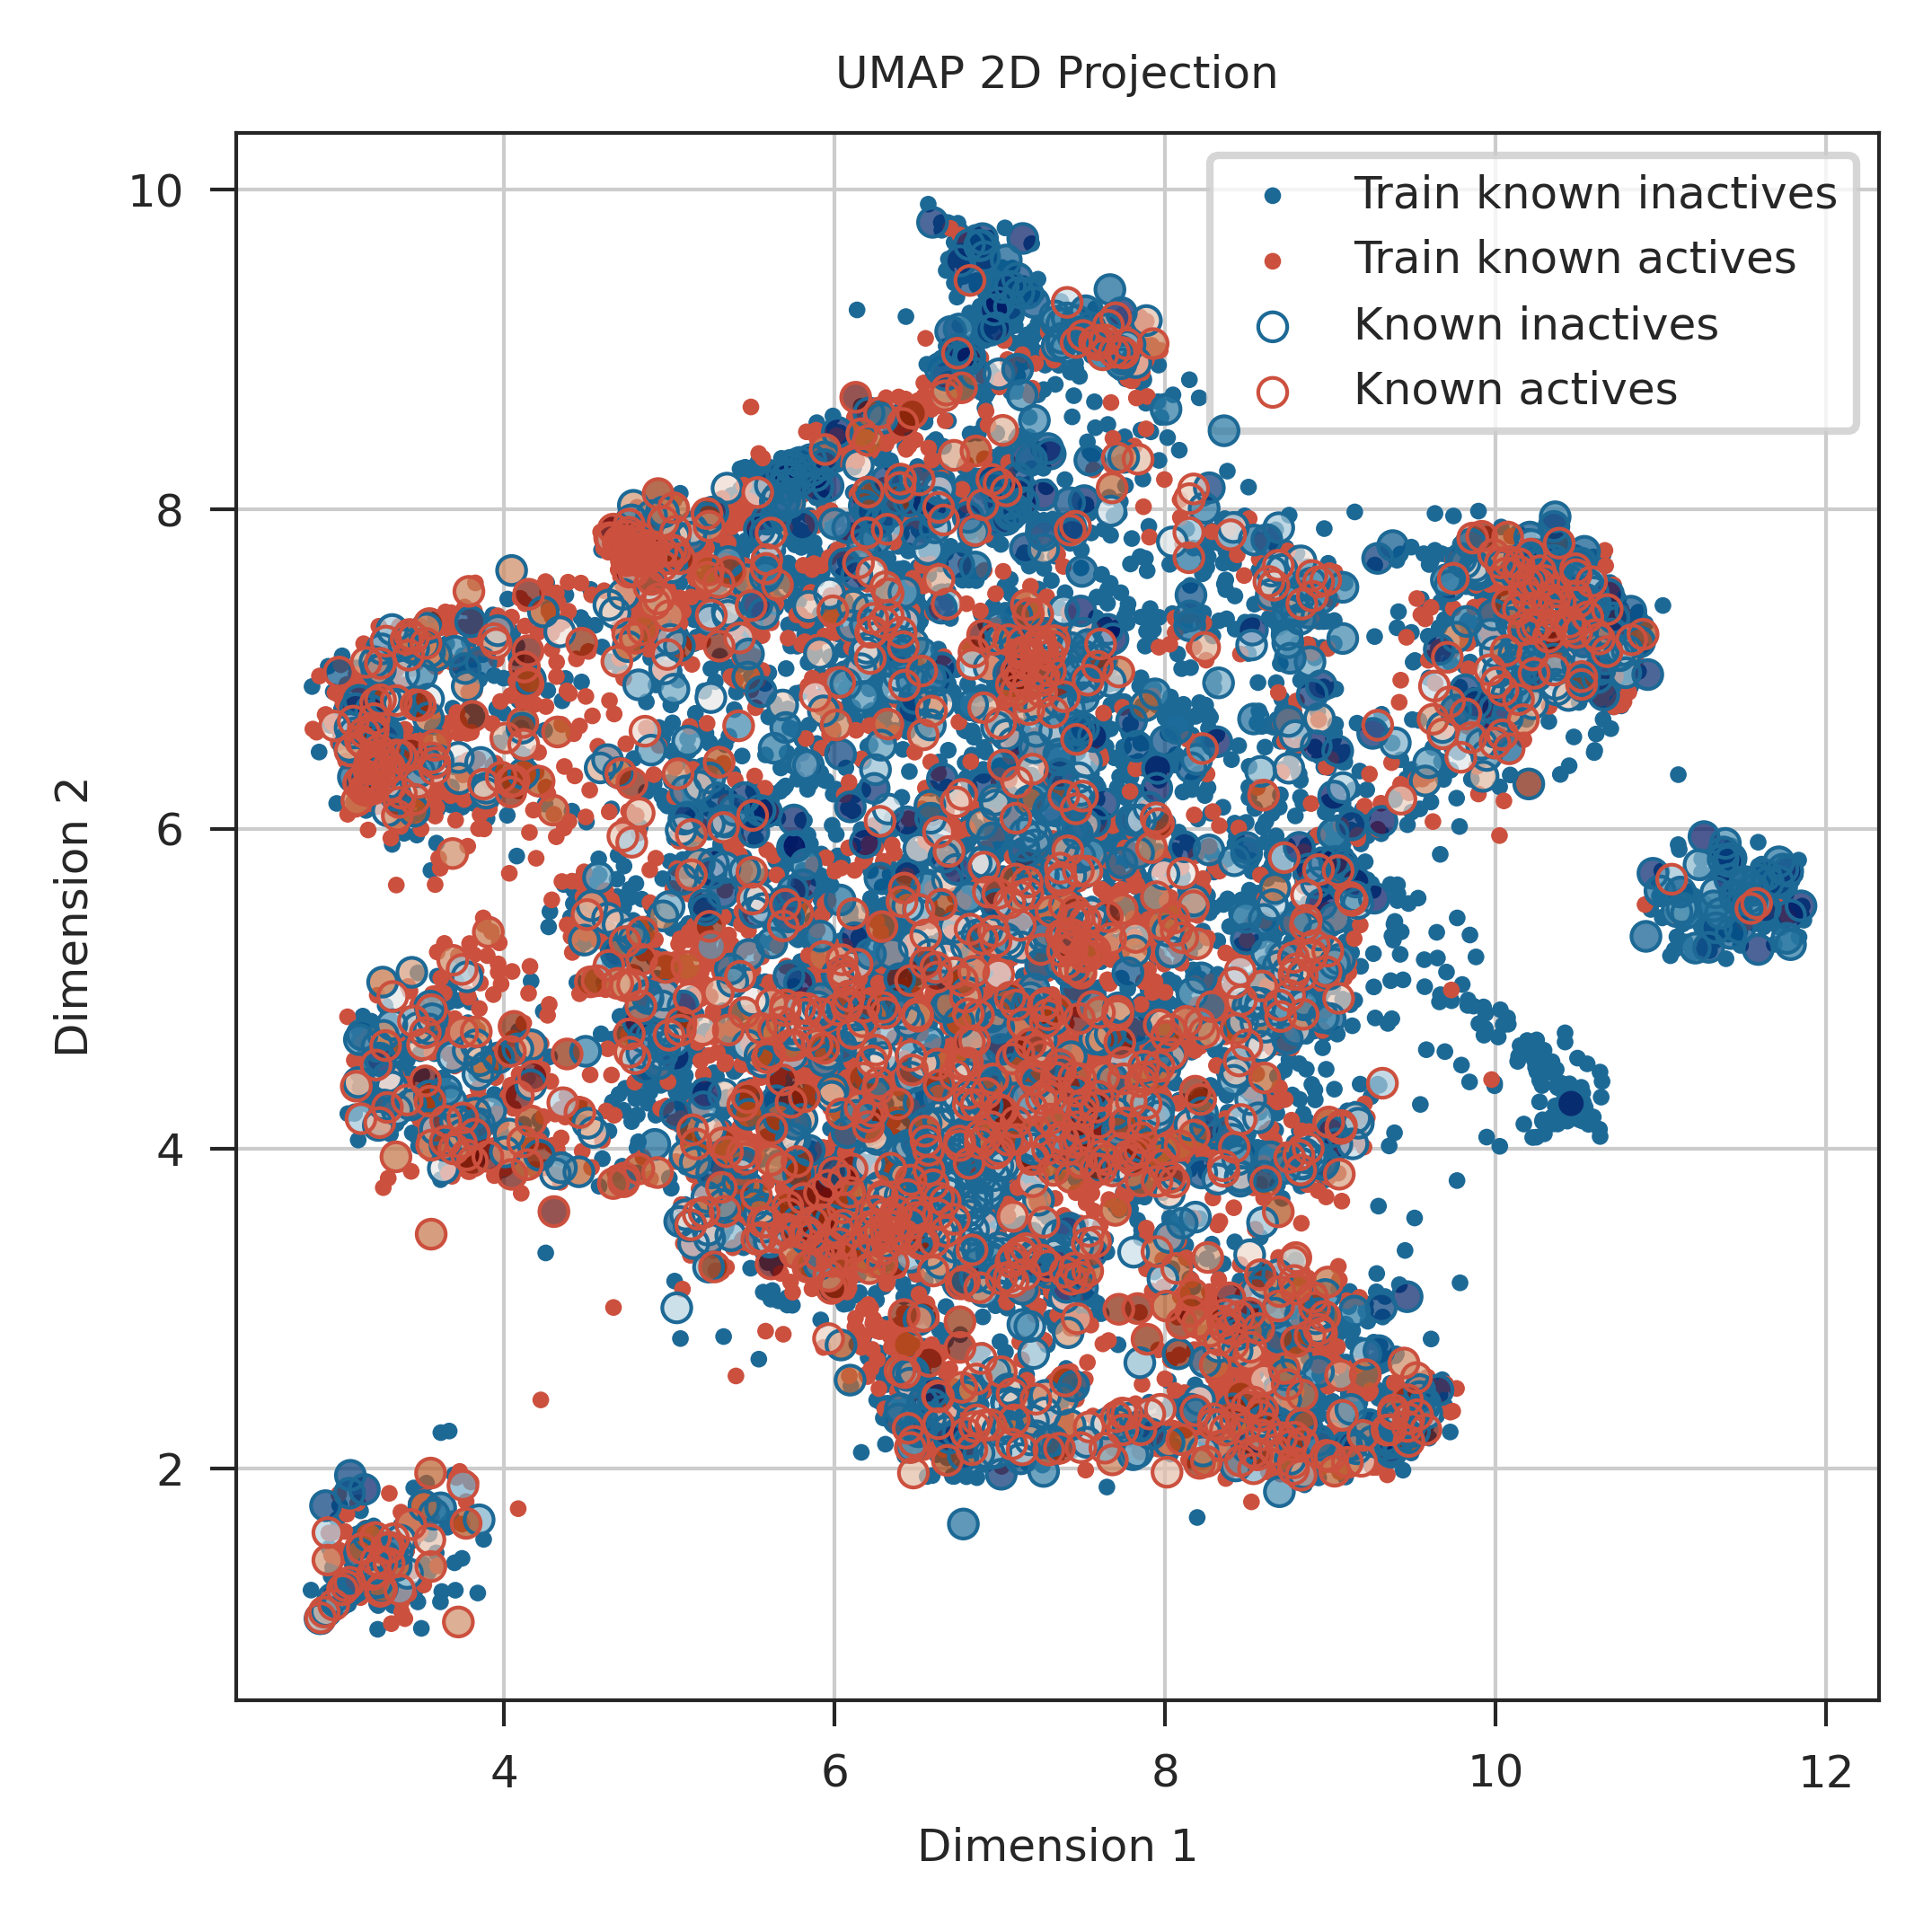 UMAP 2D Projection
Train known inactives
Train known actives
Known inactives
Known actives
10
8
6
4
2
Dimension 2
4 6 8 10 12
Dimension 1